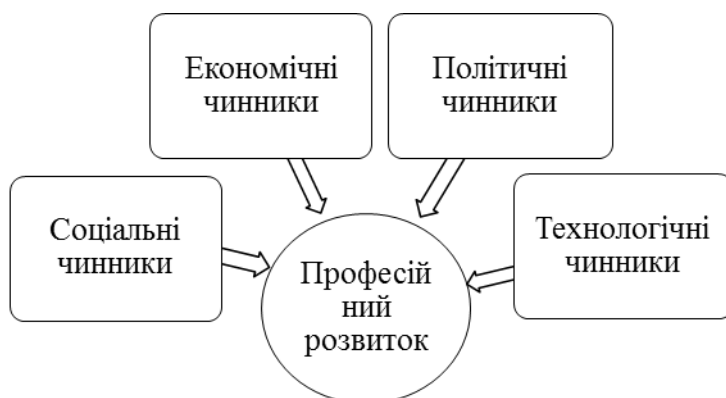 Економічні
чинники
Політичні
чинники
Соціальні
чинники
Технологічні
чинники
Професій
ний
розвиток